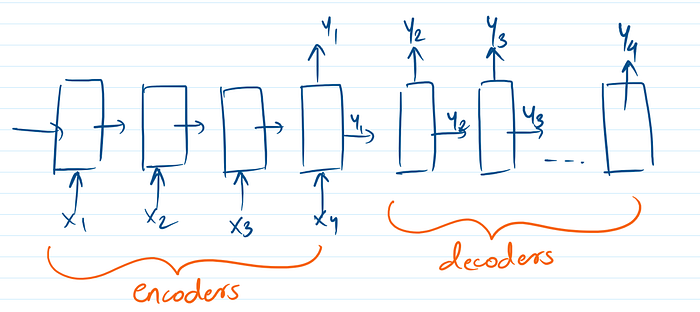 y₁ y₂ y₃ y₄
y₁ y₂ y₃
x₁ x₂ x₃ x₄
encoders
decoders